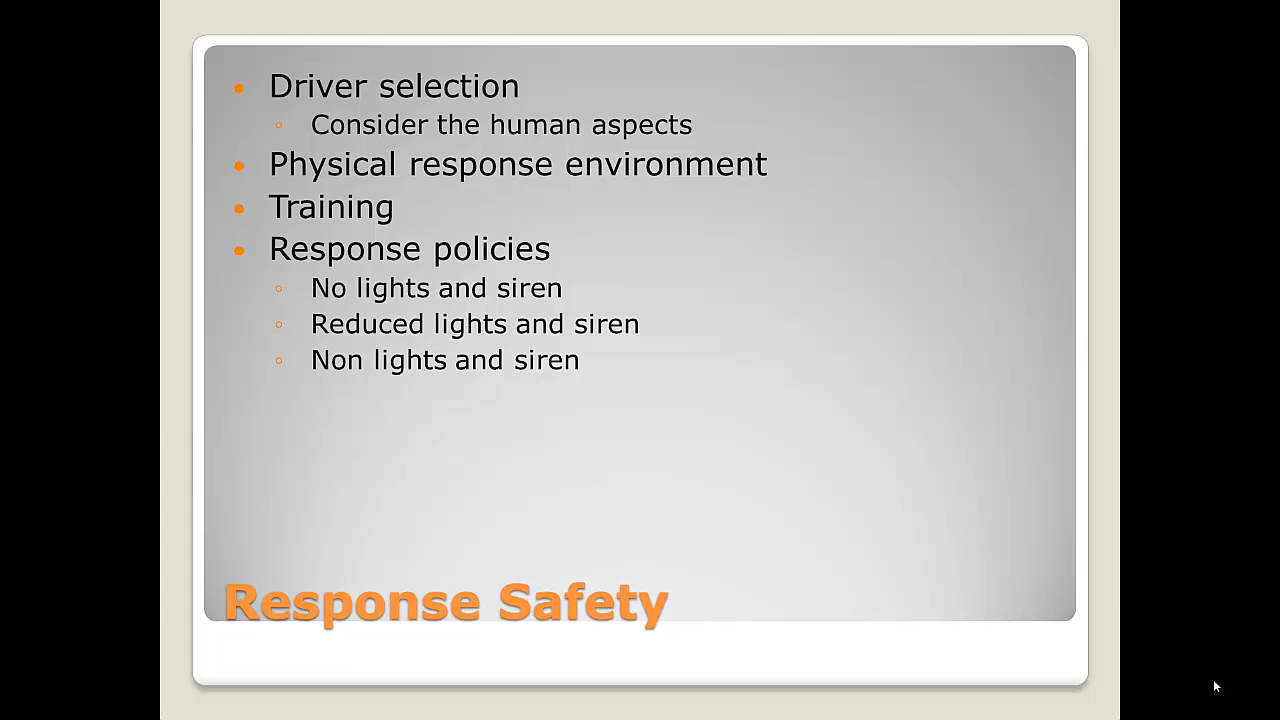 Driver selection
Consider the human aspects
Physical response environment
Training
Response policies
No lights and siren
Reduced lights and siren
Non lights and siren
Response Safety